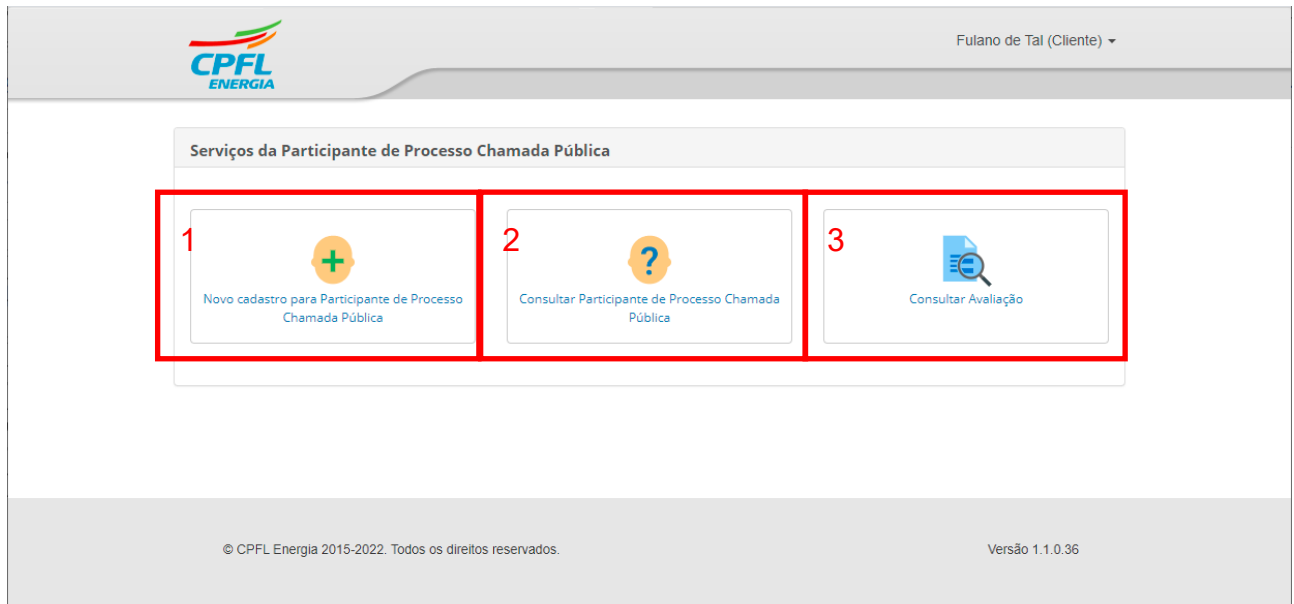 CPFL
ENERGIA
Fulano de Tal (Cliente)
Serviços da Participante de Processo Chamada Pública
1
Novo cadastro para Participante de Processo
Chamada Pública
2
?
Consultar Participante de Processo Chamada
Pública
3
Consultar Avaliação
© CPFL Energia 2015-2022. Todos os direitos reservados.
Versão 1.1.0.36